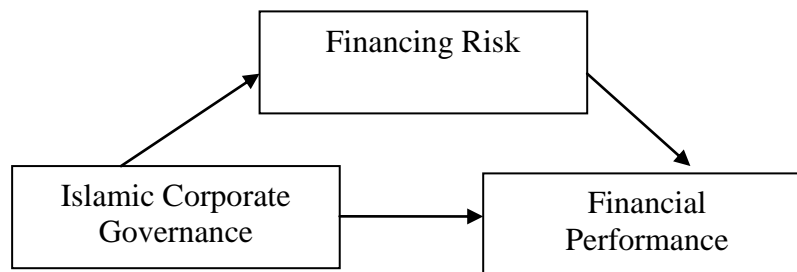 Financing Risk
Islamic Corporate
Governance
Financial
Performance